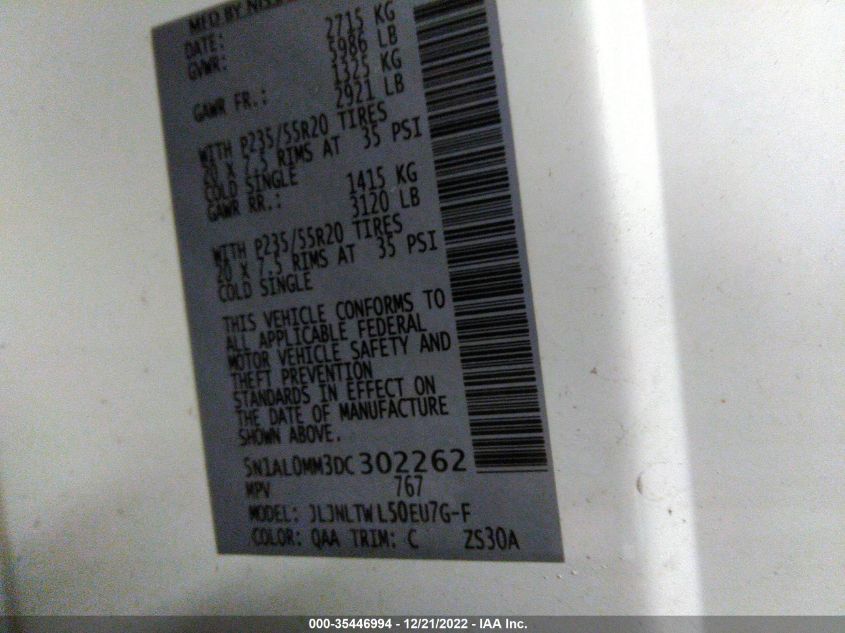 MFD BY NISS
DATE:
GVWR: 2715 KG
5986 LB
GAWR FR.: 1325 KG
2921 LB
WITH P235/55R20 TIRES
20 X 7.5 RIMS AT 35 PSI
COLD SINGLE
GAWR RR.: 1415 KG
3120 LB
WITH P235/55R20 TIRES
20 X 7.5 RIMS AT 35 PSI
COLD SINGLE
THIS VEHICLE CONFORMS TO
ALL APPLICABLE FEDERAL
MOTOR VEHICLE SAFETY AND
THEFT PREVENTION
STANDARDS IN EFFECT ON
THE DATE OF MANUFACTURE
SHOWN ABOVE.
5N1AL0MM3DC302262
MPV 767
MODEL: JLJNLTWL50EU7G-F
COLOR: QAA TRIM: C ZS30A
000-35446994 - 12/21/2022 - IAA Inc.